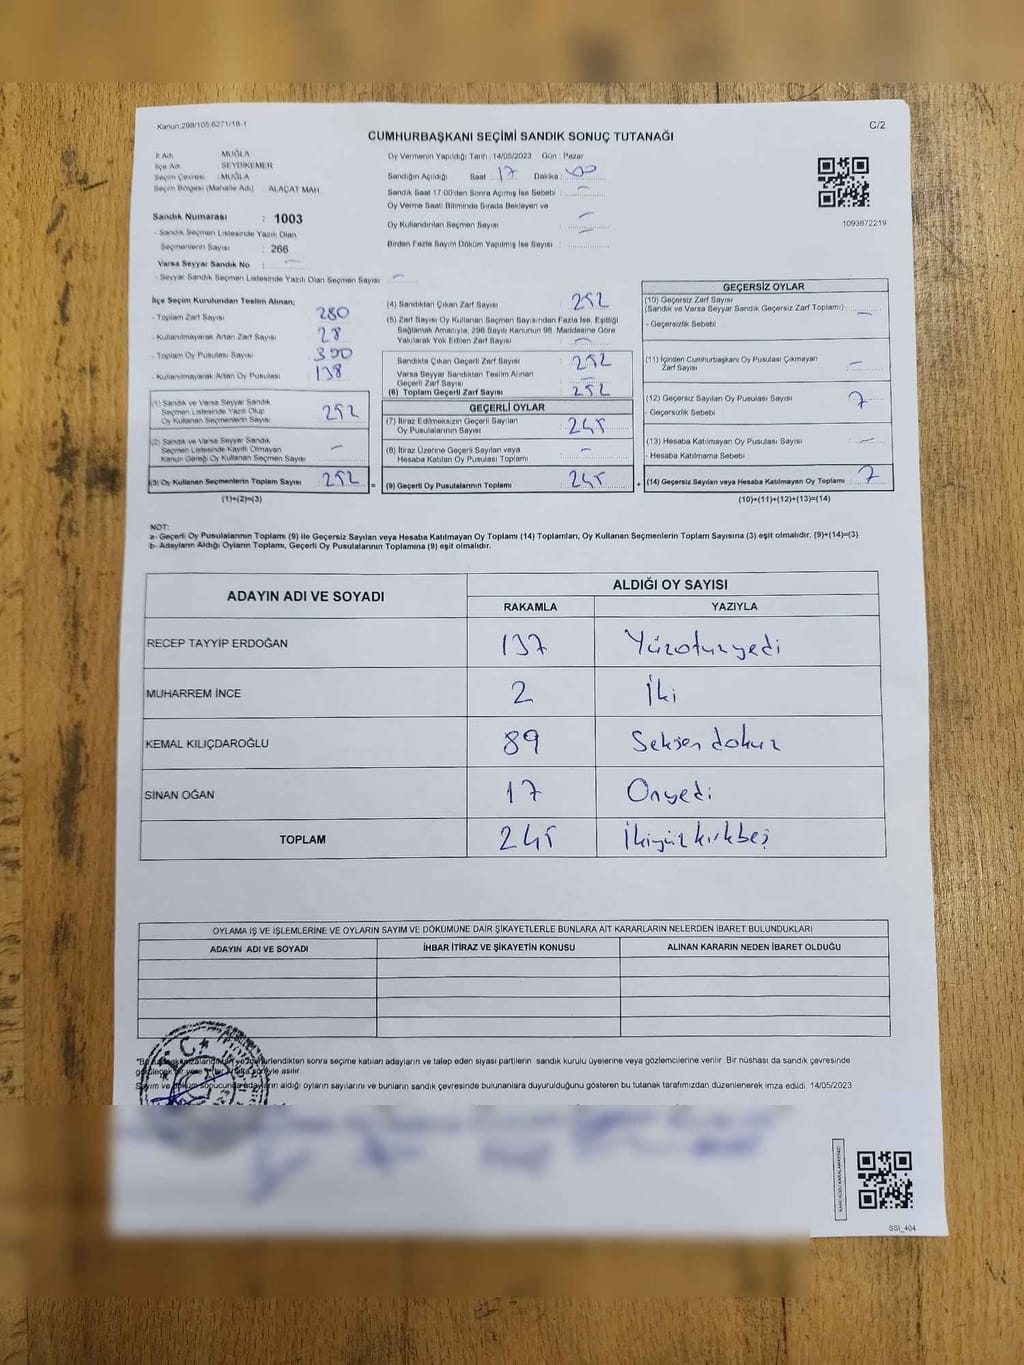 Kanun:298/105,6271/18-1
C/2
CUMHURBAŞKANI SEÇİMİ SANDIK SONUÇ TUTANAĞI
İl Adı MUĞLA
İlçe Adı SEYDİKEMER
Seçim Çevresi : MUĞLA
Seçim Bölgesi (Mahalle Adı) ALAÇAT MAH
Sandık Numarası : 1003
- Sandık Seçmen Listesinde Yazılı Olan
Seçmenlerin Sayısı : 266
Varsa Seyyar Sandık No : —
- Seyyar Sandık Seçmen Listesinde Yazılı Olan Seçmen Sayısı —
Oy Vermenin Yapıldığı Tarih :14/05/2023 Gün : Pazar
Sandığın Açıldığı Saat : 17 Dakika : 00
Sandık Saat 17:00'den Sonra Açımış İse Sebebi : —
Oy Verme Saati Bitiminde Sırada Bekleyen ve
Oy Kullandırılan Seçmen Sayısı : —
Birden Fazla Sayım Döküm Yapılmış İse Sayısı : —
1093872219
İlçe Seçim Kurulundan Teslim Alınan;
- Toplam Zarf Sayısı : 280
- Kullanılmayarak Artan Zarf Sayısı : 28
- Toplam Oy Pusulası Sayısı : 390
- Kullanılmayarak Artan Oy Pusulası : 138
(1) Sandık ve Varsa Seyyar Sandık
Seçmen Listesinde Yazılı Olup
Oy Kullanan Seçmen Sayısı : 252
(2) Sandık ve Varsa Seyyar Sandık
Seçmen Listesinde Kayıtlı Olmayan
Kanun Gereği Oy Kullanan Seçmen Sayısı : —
(3) Oy Kullanan Seçmenlerin Toplam Sayısı : 252 =
(1)+(2)=(3)
(4) Sandıktan Çıkan Zarf Sayısı : 252
(5) Zarf Sayısı Oy Kullanan Seçmen Sayısından Fazla İse, Eşitliği
Sağlamak Amacıyla, 298 Sayılı Kanunun 98. Maddesine Göre
Yakılarak Yok Edilen Zarf Sayısı : —
Sandıkta Çıkan Geçerli Zarf Sayısı : 252
Varsa Seyyar Sandıktan Teslim Alınan
Geçerli Zarf Sayısı : —
(6) Toplam Geçerli Zarf Sayısı : 252
GEÇERLİ OYLAR
(7) İtiraz Edilmeksizin Geçerli Sayılan
Oy Pusulalarının Sayısı : 245
(8) İtiraz Üzerine Geçerli Sayılan veya
Hesaba Katılan Oy Pusulası Toplamı : —
(9) Geçerli Oy Pusulalarının Toplamı : 245 +
GEÇERSİZ OYLAR
(10) Geçersiz Zarf Sayısı
(Sandık ve Varsa Seyyar Sandık Geçersiz Zarf Toplamı) : —
- Geçersizlik Sebebi :
(11) İçinden Cumhurbaşkanı Oy Pusulası Çıkmayan
Zarf Sayısı : —
(12) Geçersiz Sayılan Oy Pusulası Sayısı : 7
- Geçersizlik Sebebi :
(13) Hesaba Katılmayan Oy Pusulası Sayısı : —
- Hesaba Katılmama Sebebi :
(14) Geçersiz Sayılan veya Hesaba Katılmayan Oy Toplamı : 7
(10)+(11)+(12)+(13)=(14)
NOT:
a- Geçerli Oy Pusulalarının Toplamı (9) ile Geçersiz Sayılan veya Hesaba Katılmayan Oy Toplamı (14) Toplamları, Oy Kullanan Seçmenlerin Toplam Sayısına (3) eşit olmalıdır. (9)+(14)=(3)
b- Adayların Aldığı Oyların Toplamı, Geçerli Oy Pusulalarının Toplamına (9) eşit olmalıdır.
ADAYIN ADI VE SOYADI ALDIĞI OY SAYISI
RAKAMLA YAZIYLA
RECEP TAYYİP ERDOĞAN 137 Yüzotuzyedi
MUHARREM İNCE 2 İki
KEMAL KILIÇDAROĞLU 89 Seksen dokuz
SİNAN OĞAN 17 Onyedi
TOPLAM 245 İkiyüz kırkbeş
OYLAMA İŞ VE İŞLEMLERİNE VE OYLARIN SAYIM VE DÖKÜMÜNE DAİR ŞİKAYETLERLE BUNLARA AİT KARARLARIN NELERDEN İBARET BULUNDUKLARI
ADAYIN ADI VE SOYADI İHBAR İTİRAZ VE ŞİKAYETİN KONUSU ALINAN KARARIN NEDEN İBARET OLDUĞU
sonra seçime katılan adayların ve talep eden siyasi partilerin sandık kurulu üyelerine veya gözlemcilerine verilir. Bir nüshası da sandık çevresinde
asılır.
aldığı oyların sayılarını ve bunların sandık çevresinde bulunanlara duyurulduğunu gösteren bu tutanak tarafımızdan düzenlenerek imza edildi. 14/05/2023
SSİ_404